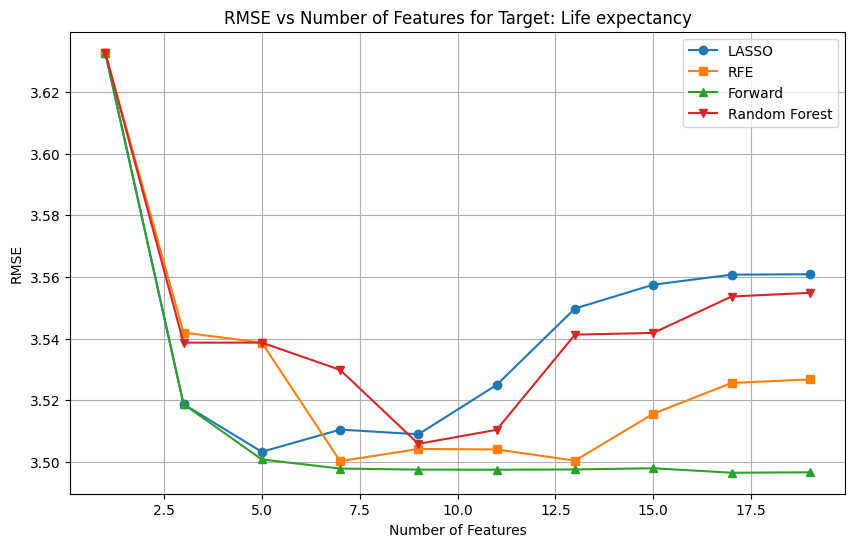 RMSE vs Number of Features for Target: Life expectancy
LASSO
RFE
Forward
Random Forest
RMSE
3.62
3.60
3.58
3.56
3.54
3.52
3.50
2.5 5.0 7.5 10.0 12.5 15.0 17.5
Number of Features